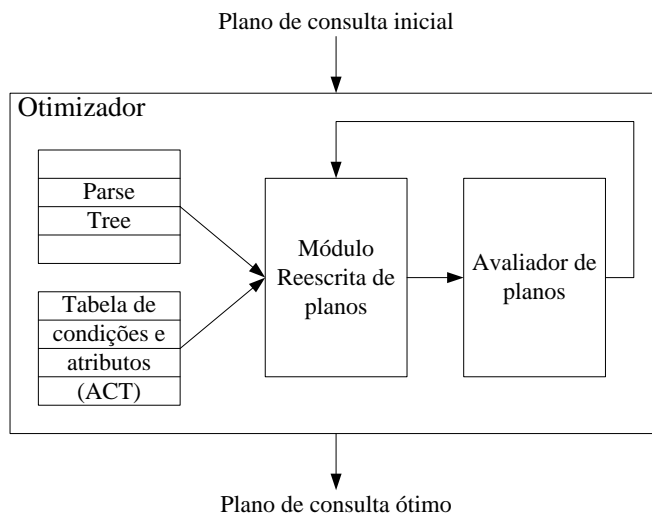 Plano de consulta inicial
Otimizador
Parse
Tree
Tabela de
condições e
atributos
(ACT)
Módulo
Reescrita de
planos
Avaliador de
planos
Plano de consulta ótimo